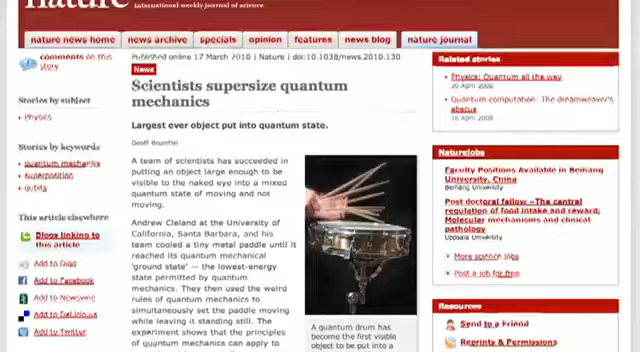 nature
International weekly journal of science
nature news home
news archive
specials
opinion
features
news blog
nature journal
comments on this
story
Published online 17 March 2010 | Nature | doi:10.1038/news.2010.130
News
Scientists supersize quantum
mechanics
Largest ever object put into quantum state.
Geoff Brumfiel
Stories by subject
Physics
Stories by keywords
quantum mechanics
superposition
qubits
This article elsewhere
Blogs linking to
this article
Add to Digg
Add to Facebook
Add to Newsvine
Add to Del.icio.us
Add to Twitter
A team of scientists has succeeded in
putting an object large enough to be
visible to the naked eye into a mixed
quantum state of moving and not
moving.
Andrew Cleland at the University of
California, Santa Barbara, and his
team cooled a tiny metal paddle until it
reached its quantum mechanical
'ground state' — the lowest-energy
state permitted by quantum
mechanics. They then used the weird
rules of quantum mechanics to
simultaneously set the paddle moving
while leaving it standing still. The
experiment shows that the principles
of quantum mechanics can apply to
A quantum drum has
become the first visible
object to be put into a
Related stories
Physics: Quantum all the way
30 April 2008
Quantum computation: The dreamweaver's
abacus
16 April 2008
Naturejobs
Faculty Positions Available in Beihang
University, China
Beihang University
Post doctoral fellow –The central
regulation of food intake and reward;
Molecular mechanisms and clinical
pathology
Uppsala University
More science jobs
Post a job for free
Resources
Send to a Friend
Reprints & Permissions